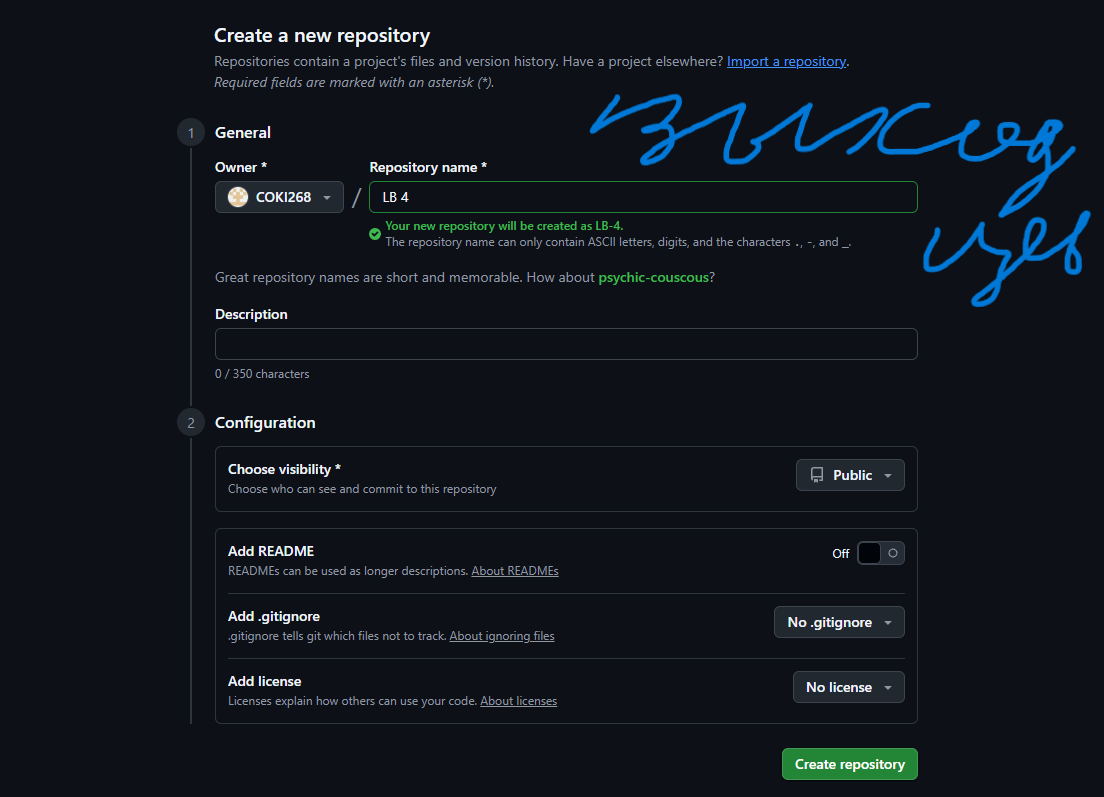 Create a new repository
Repositories contain a project's files and version history. Have a project elsewhere? Import a repository.
Required fields are marked with an asterisk (*).
1 General
Owner * Repository name *
COKI268 / LB 4
Your new repository will be created as LB-4.
The repository name can only contain ASCII letters, digits, and the characters ., -, and _.
Great repository names are short and memorable. How about psychic-couscous?
Description
0 / 350 characters
2 Configuration
Choose visibility * Public
Choose who can see and commit to this repository
Add README Off
READMEs can be used as longer descriptions. About READMEs
Add .gitignore No .gitignore
.gitignore tells git which files not to track. About ignoring files
Add license No license
Licenses explain how others can use your code. About licenses
Create repository